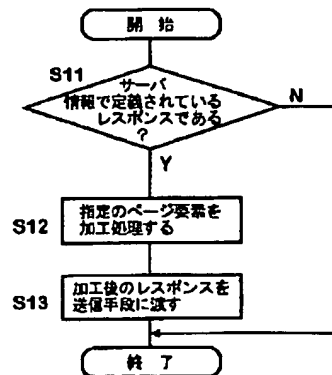 開始
S11
サーバ
情報で定義されている
レスポンスである
?
N
Y
S12
指定のページ要素を
加工処理する
S13
加工後のレスポンスを
送信手段に渡す
終了